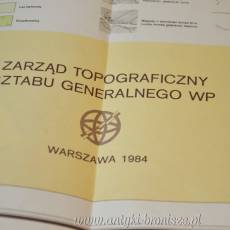 ZARZĄD TOPOGRAFICZNY
SZTABU GENERALNEGO WP
WARSZAWA 1984
www.antyki-bronisze.pl